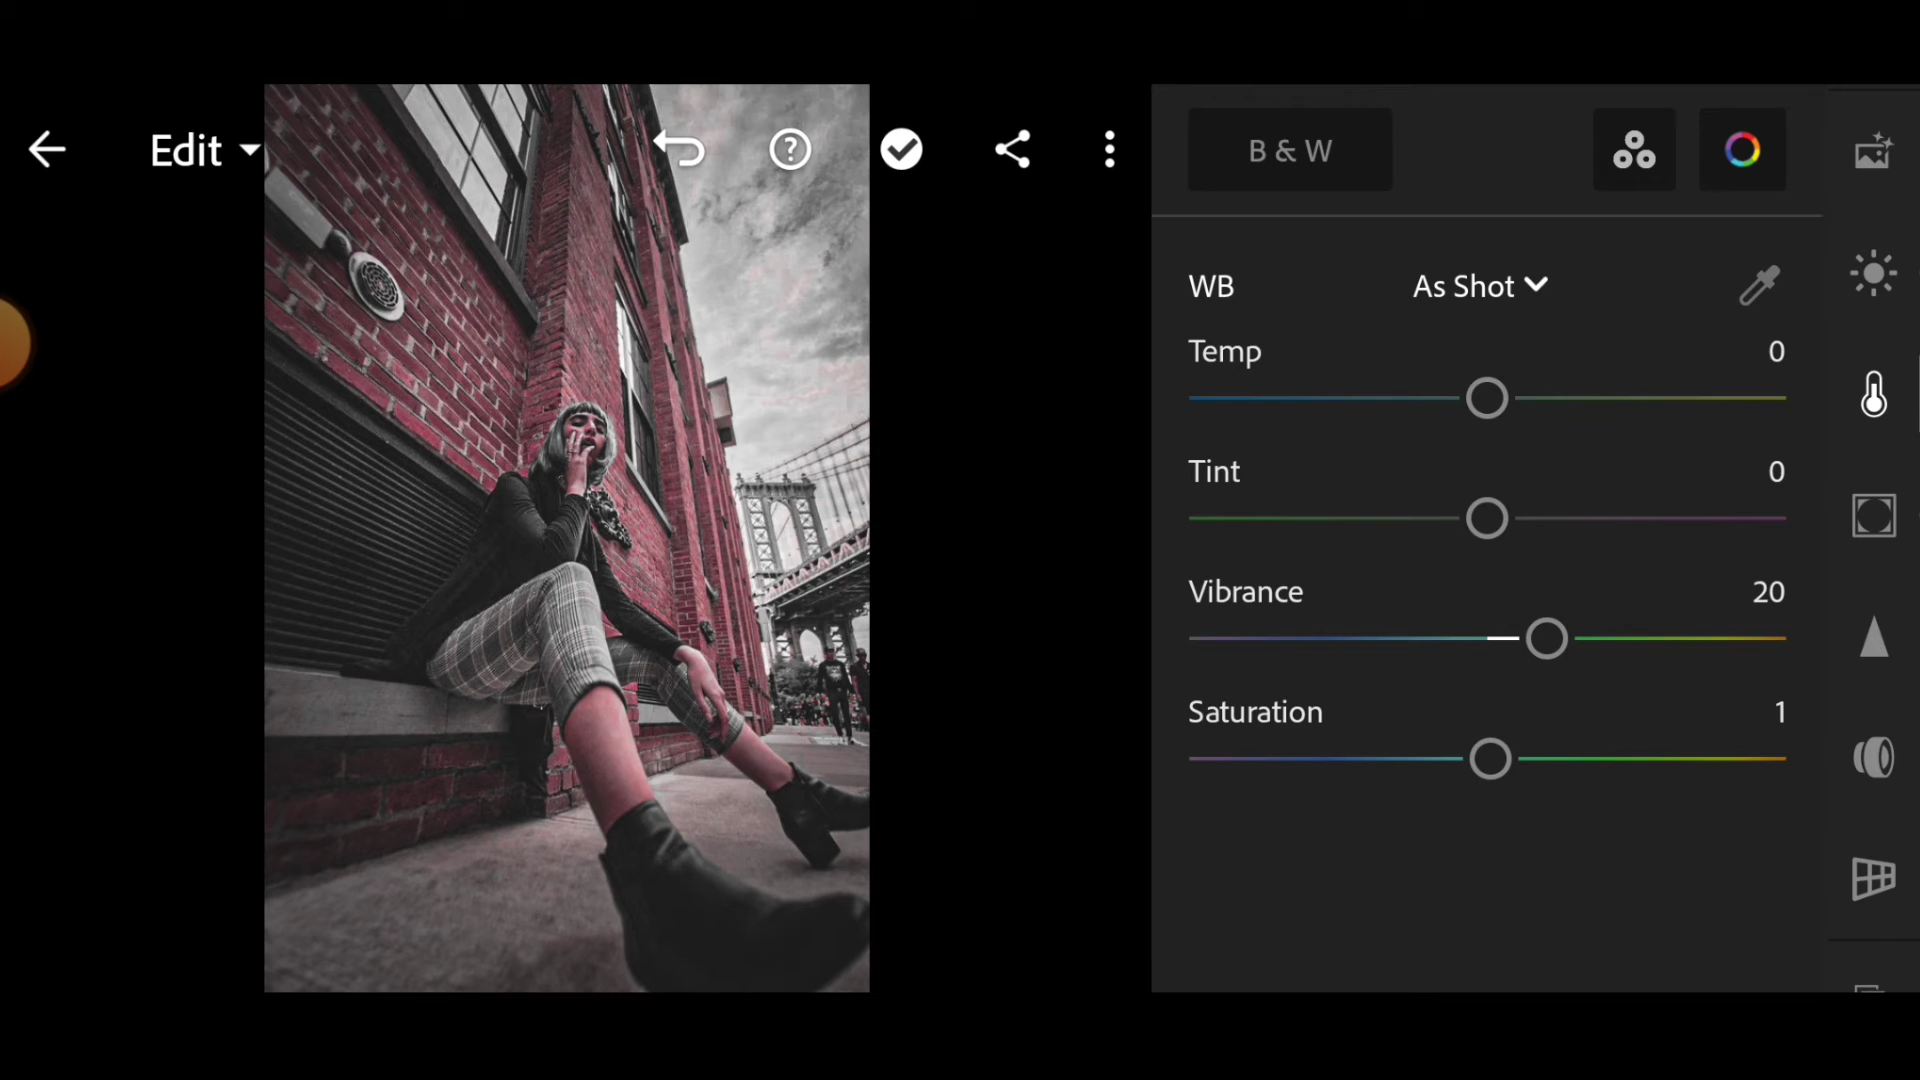 Edit
B & W
WB As Shot
Temp 0
Tint 0
Vibrance 20
Saturation 1